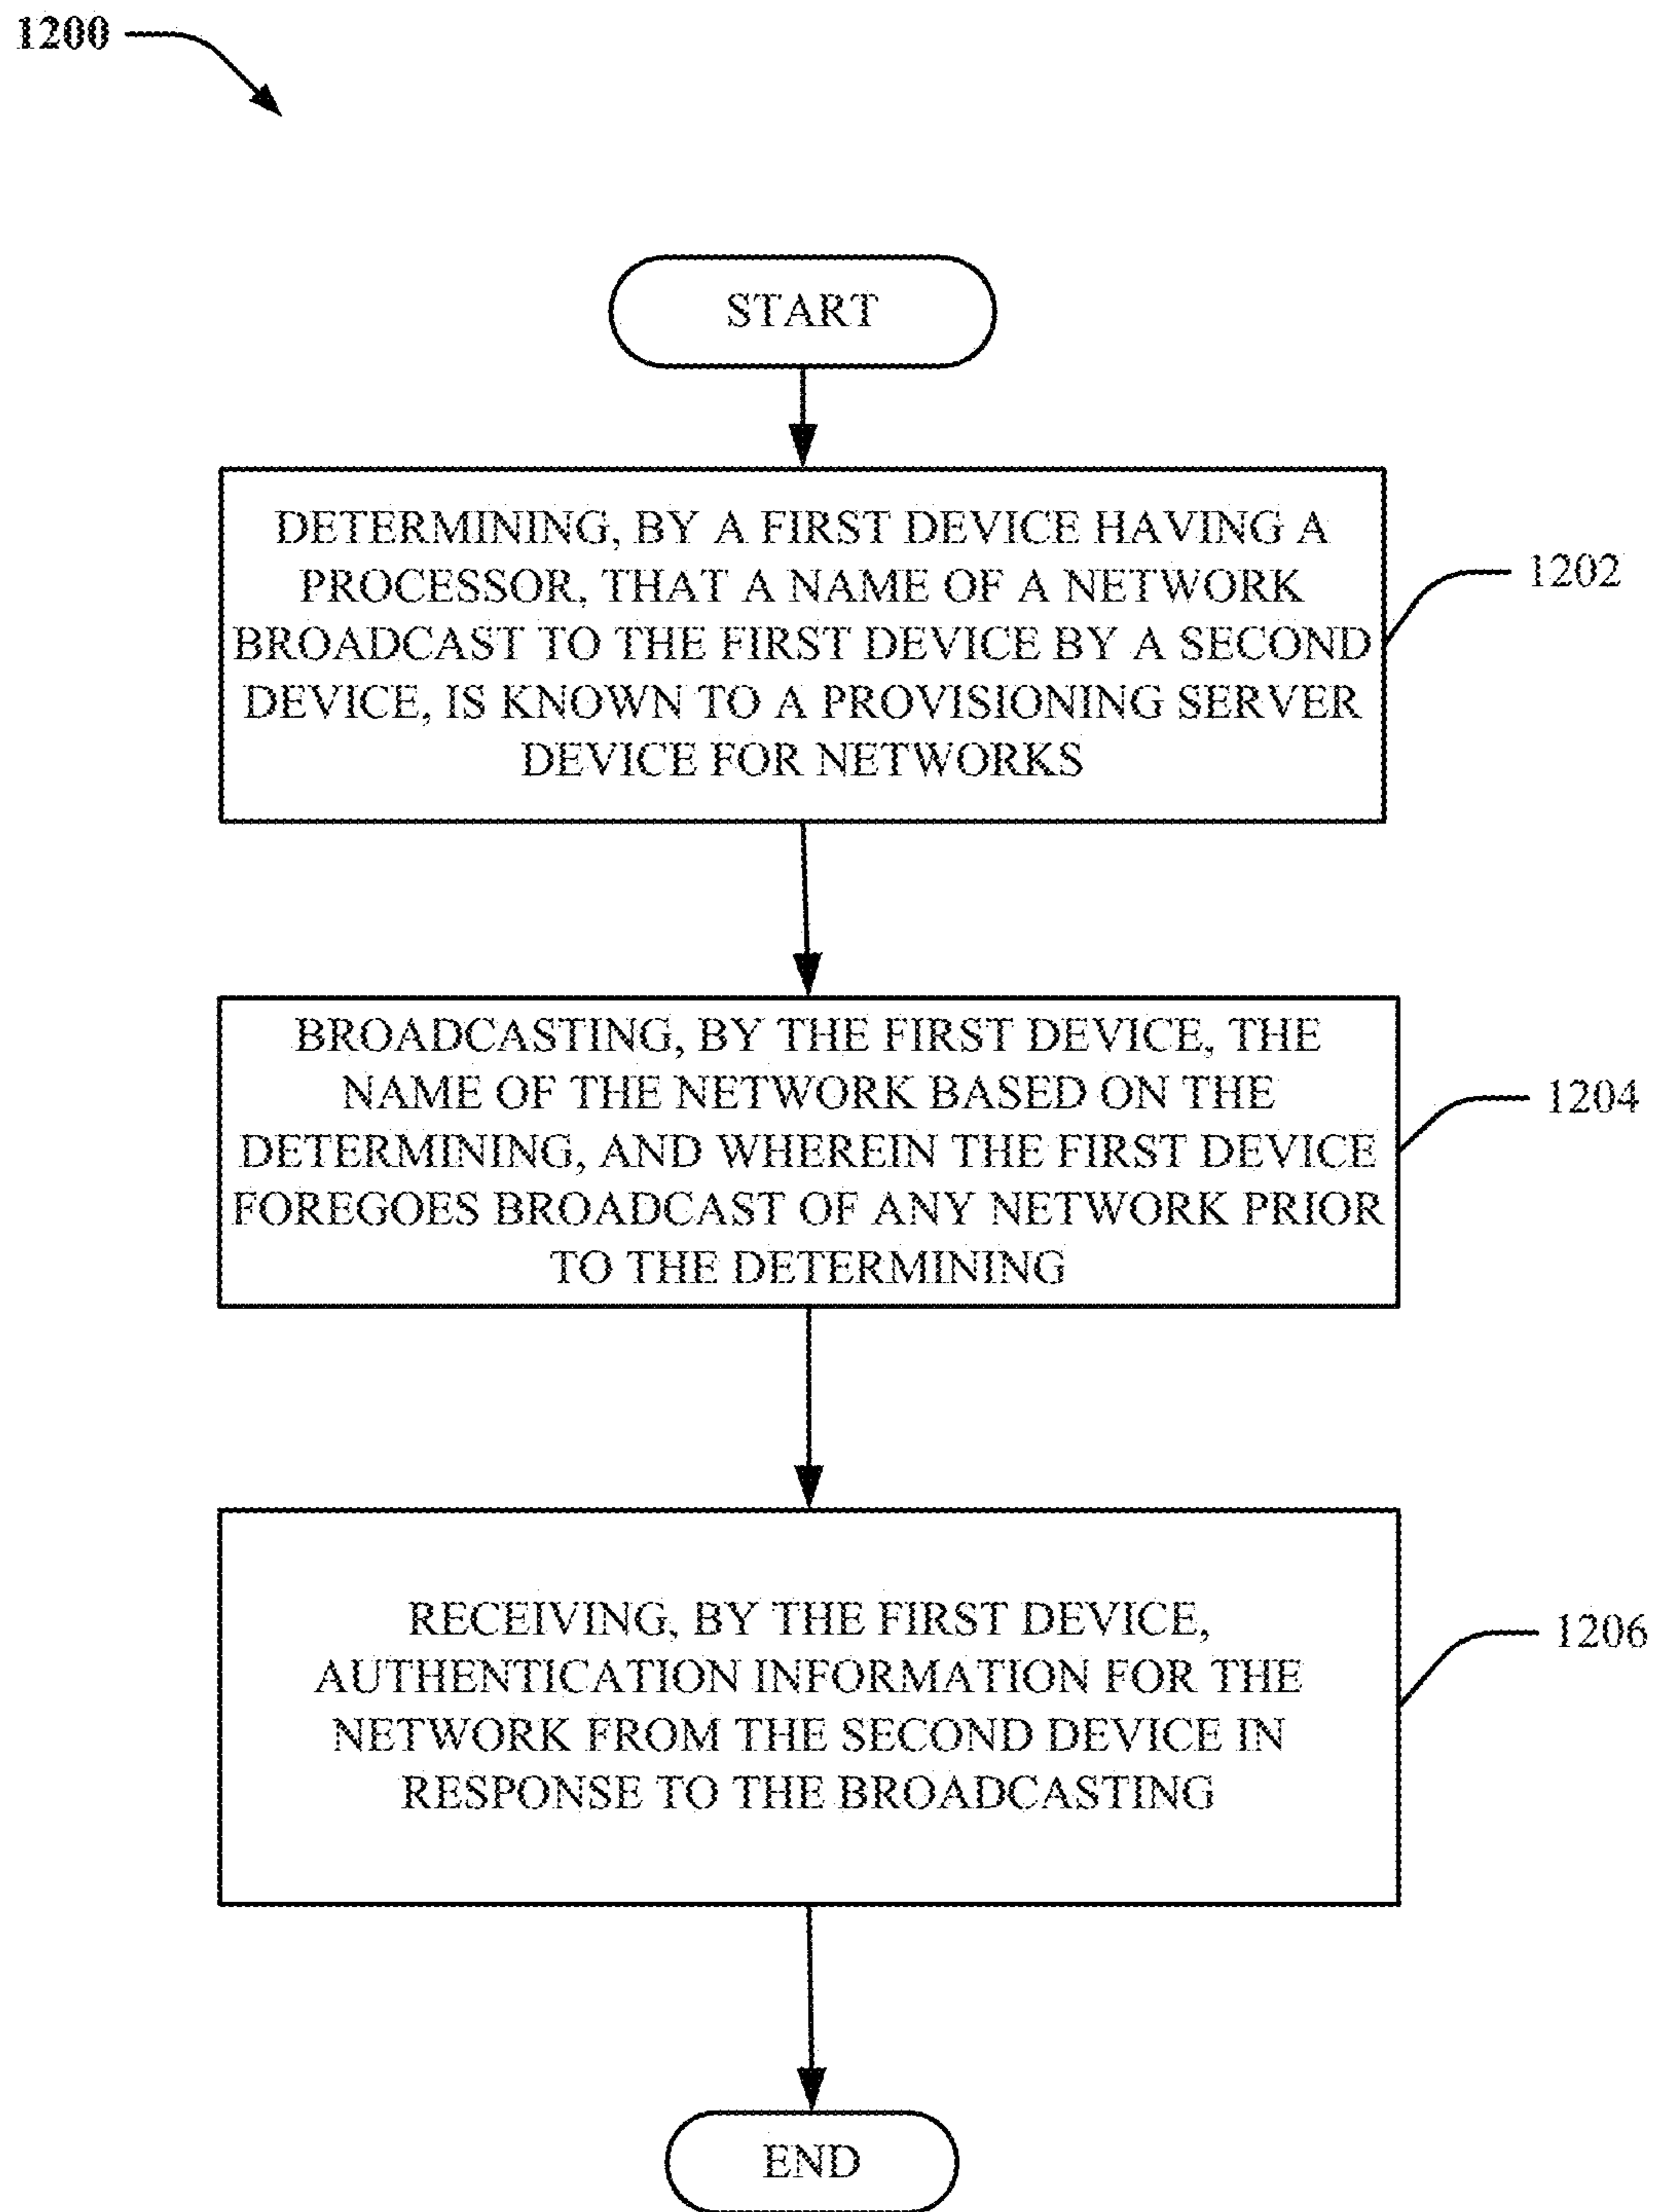 1200
START
DETERMINING, BY A FIRST DEVICE HAVING A
PROCESSOR, THAT A NAME OF A NETWORK
BROADCAST TO THE FIRST DEVICE BY A SECOND
DEVICE, IS KNOWN TO A PROVISIONING SERVER
DEVICE FOR NETWORKS
1202
BROADCASTING, BY THE FIRST DEVICE, THE
NAME OF THE NETWORK BASED ON THE
DETERMINING, AND WHEREIN THE FIRST DEVICE
FOREGOES BROADCAST OF ANY NETWORK PRIOR
TO THE DETERMINING
1204
RECEIVING, BY THE FIRST DEVICE,
AUTHENTICATION INFORMATION FOR THE
NETWORK FROM THE SECOND DEVICE IN
RESPONSE TO THE BROADCASTING
1206
END